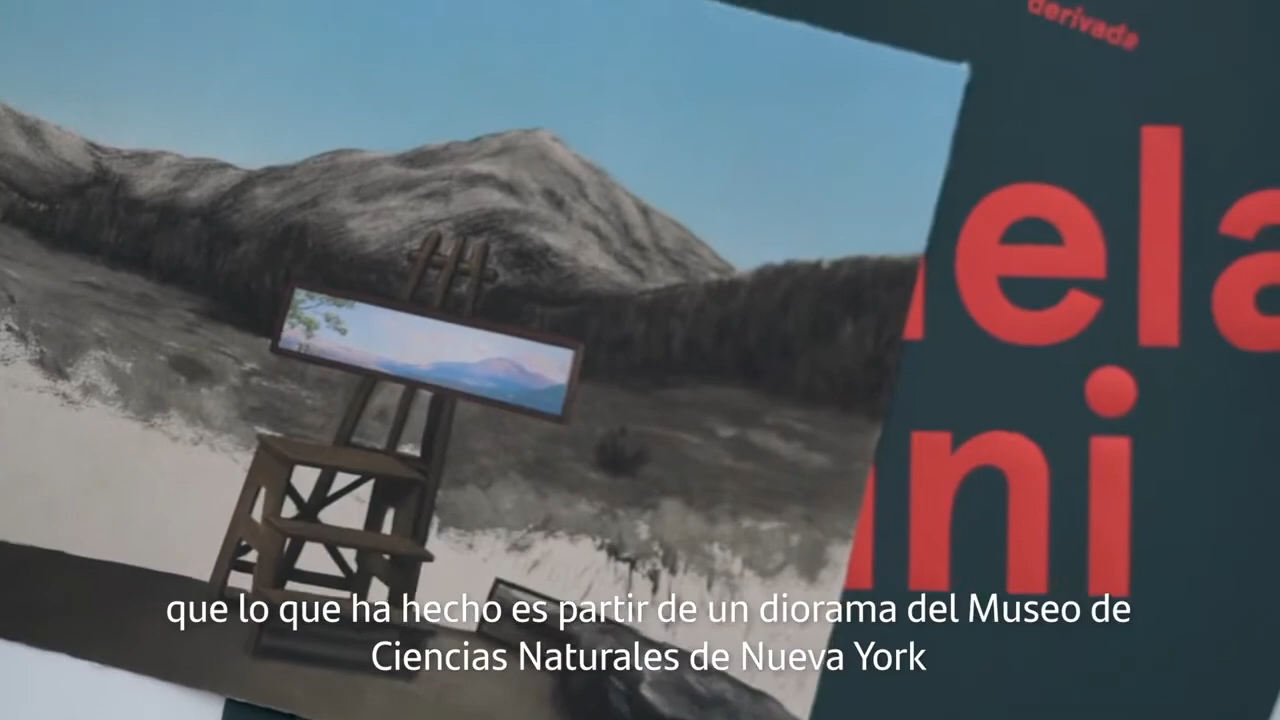 derivada
ela
ni
que lo que ha hecho es partir de un diorama del Museo de
Ciencias Naturales de Nueva York